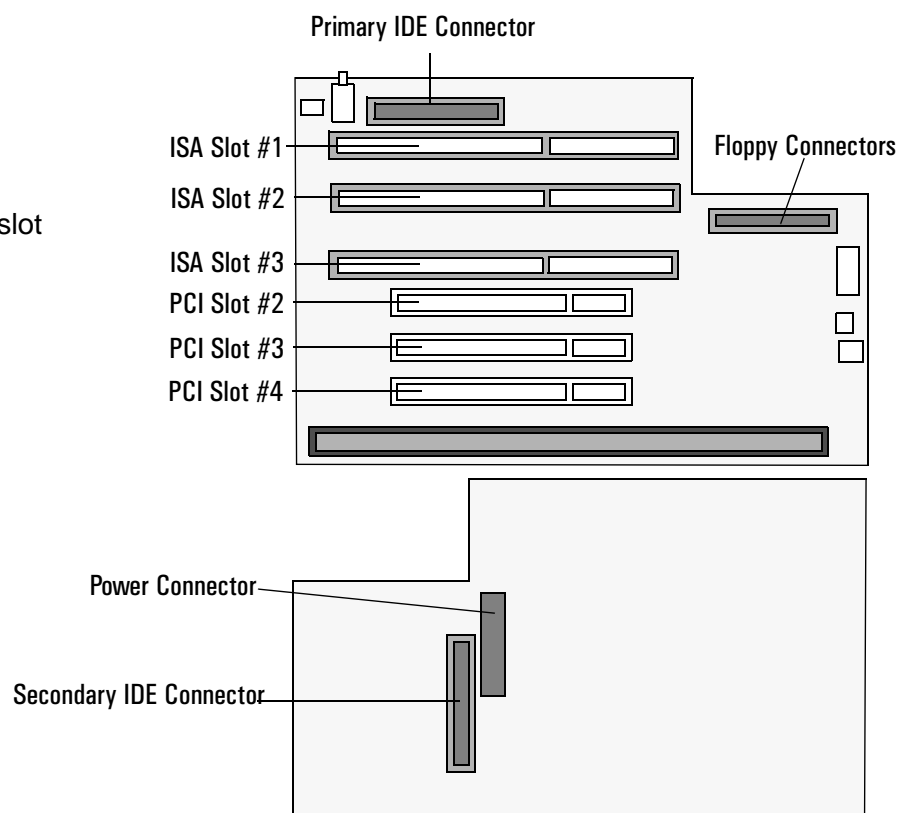 Primary IDE Connector
ISA Slot #1
Floppy Connectors
ISA Slot #2
slot
ISA Slot #3
PCI Slot #2
PCI Slot #3
PCI Slot #4
Power Connector
Secondary IDE Connector